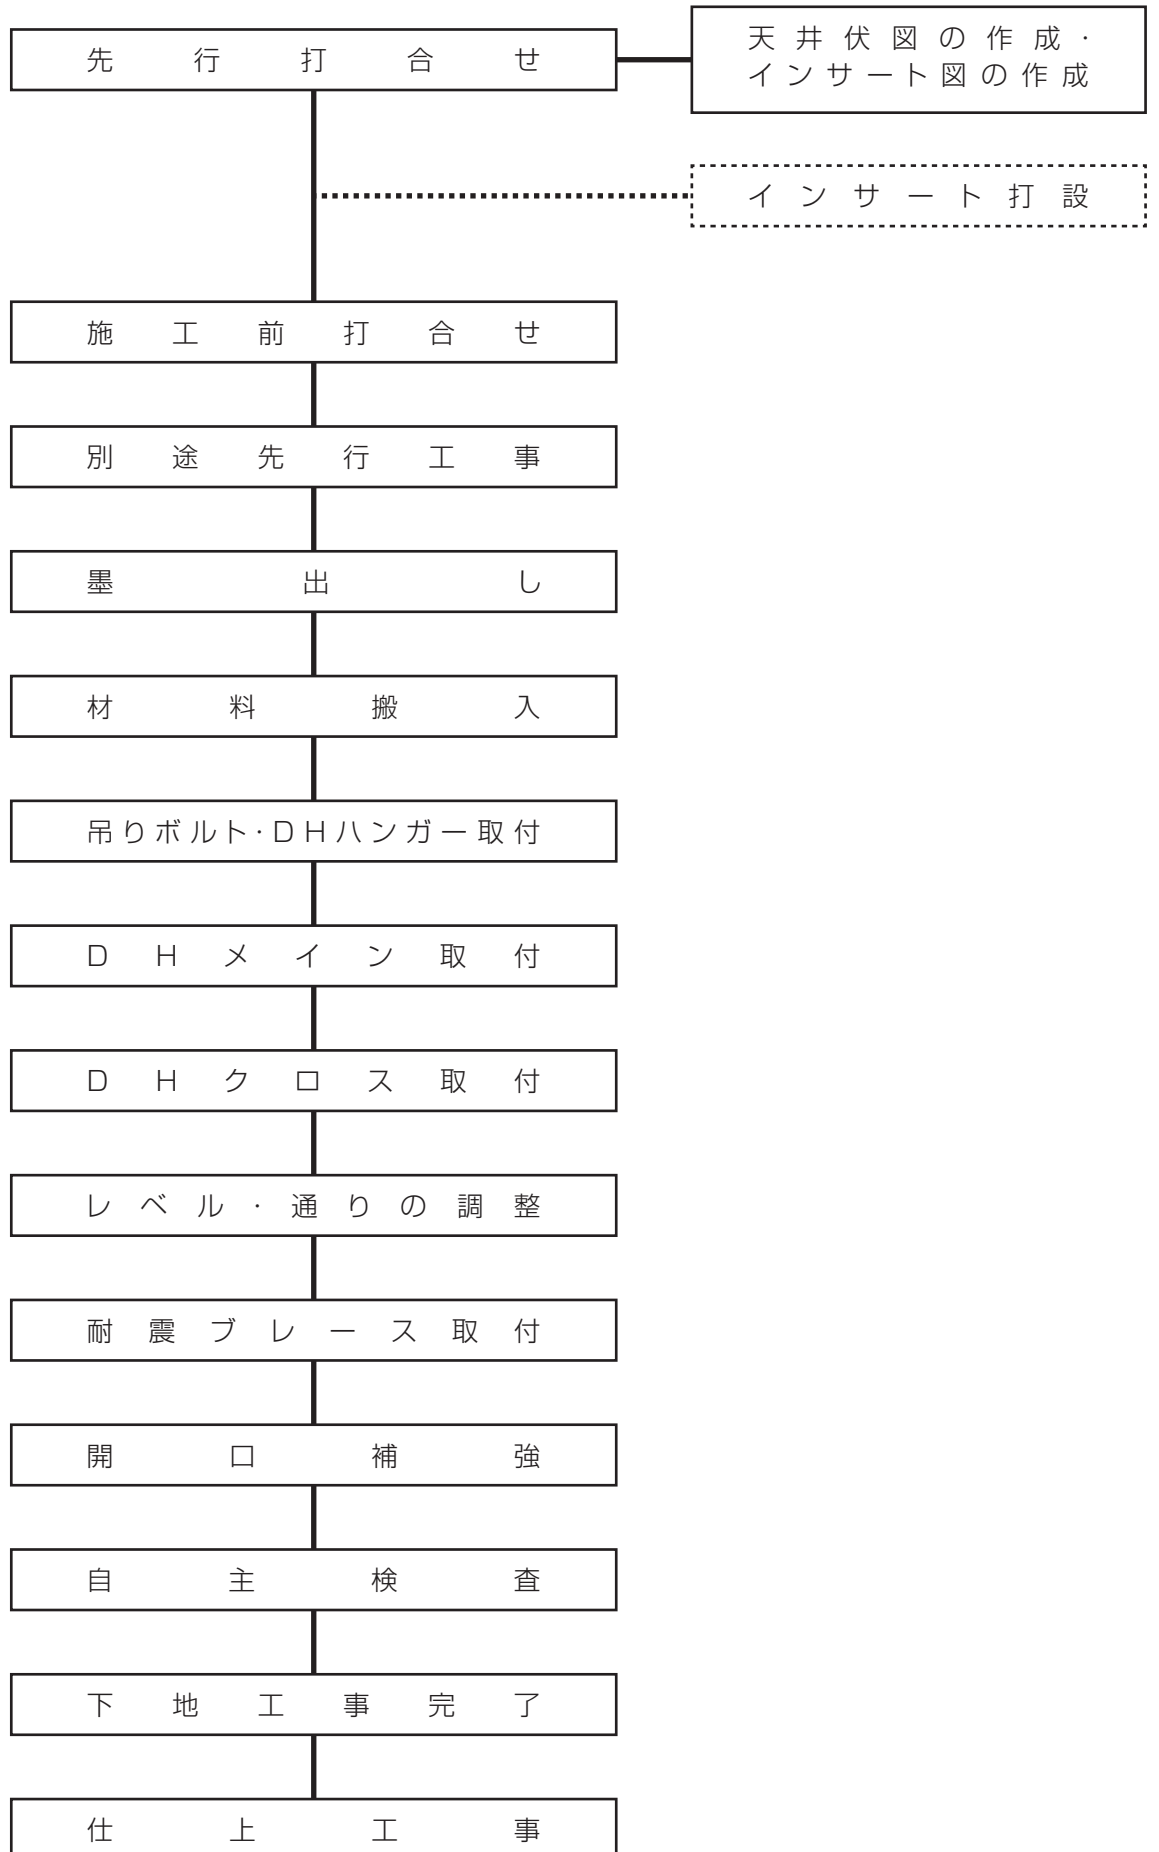 先行打合せ
天井伏図の作成・
インサート図の作成
インサート打設
施工前打合せ
別途先行工事
墨出し
材料搬入
吊りボルト・DHハンガー取付
DHメイン取付
DHクロス取付
レベル・通りの調整
耐震ブレース取付
開口補強
自主検査
下地工事完了
仕上工事